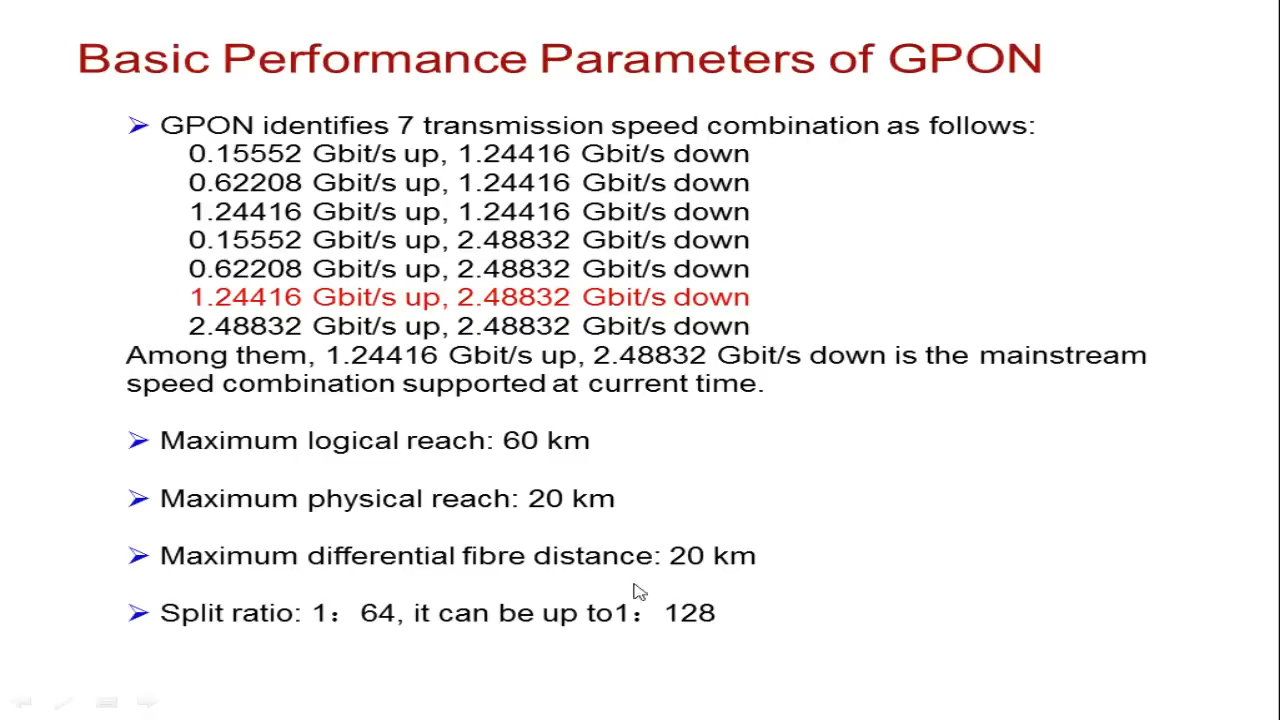 Basic Performance Parameters of GPON
GPON identifies 7 transmission speed combination as follows:
0.15552 Gbit/s up, 1.24416 Gbit/s down
0.62208 Gbit/s up, 1.24416 Gbit/s down
1.24416 Gbit/s up, 1.24416 Gbit/s down
0.15552 Gbit/s up, 2.48832 Gbit/s down
0.62208 Gbit/s up, 2.48832 Gbit/s down
1.24416 Gbit/s up, 2.48832 Gbit/s down
2.48832 Gbit/s up, 2.48832 Gbit/s down
Among them, 1.24416 Gbit/s up, 2.48832 Gbit/s down is the mainstream
speed combination supported at current time.
Maximum logical reach: 60 km
Maximum physical reach: 20 km
Maximum differential fibre distance: 20 km
Split ratio: 1：64, it can be up to1：128